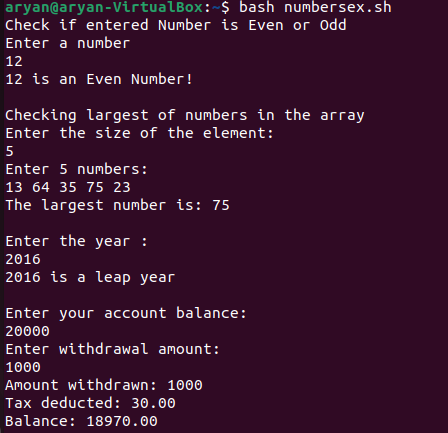 aryan@aryan-VirtualBox:~$ bash numbersex.sh
Check if entered Number is Even or Odd
Enter a number
12
12 is an Even Number!
Checking largest of numbers in the array
Enter the size of the element:
5
Enter 5 numbers:
13 64 35 75 23
The largest number is: 75
Enter the year :
2016
2016 is a leap year
Enter your account balance:
20000
Enter withdrawal amount:
1000
Amount withdrawn: 1000
Tax deducted: 30.00
Balance: 18970.00